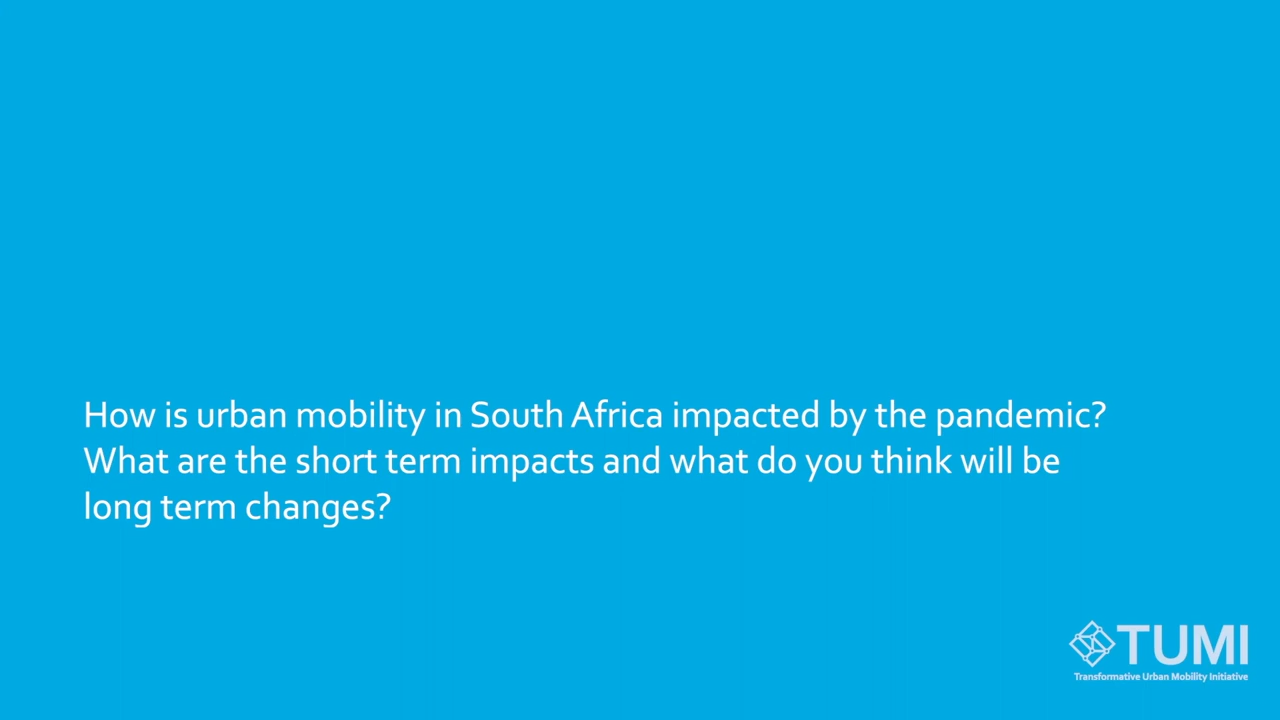 How is urban mobility in South Africa impacted by the pandemic?
What are the short term impacts and what do you think will be
long term changes?
TUMI
Transformative Urban Mobility Initiative